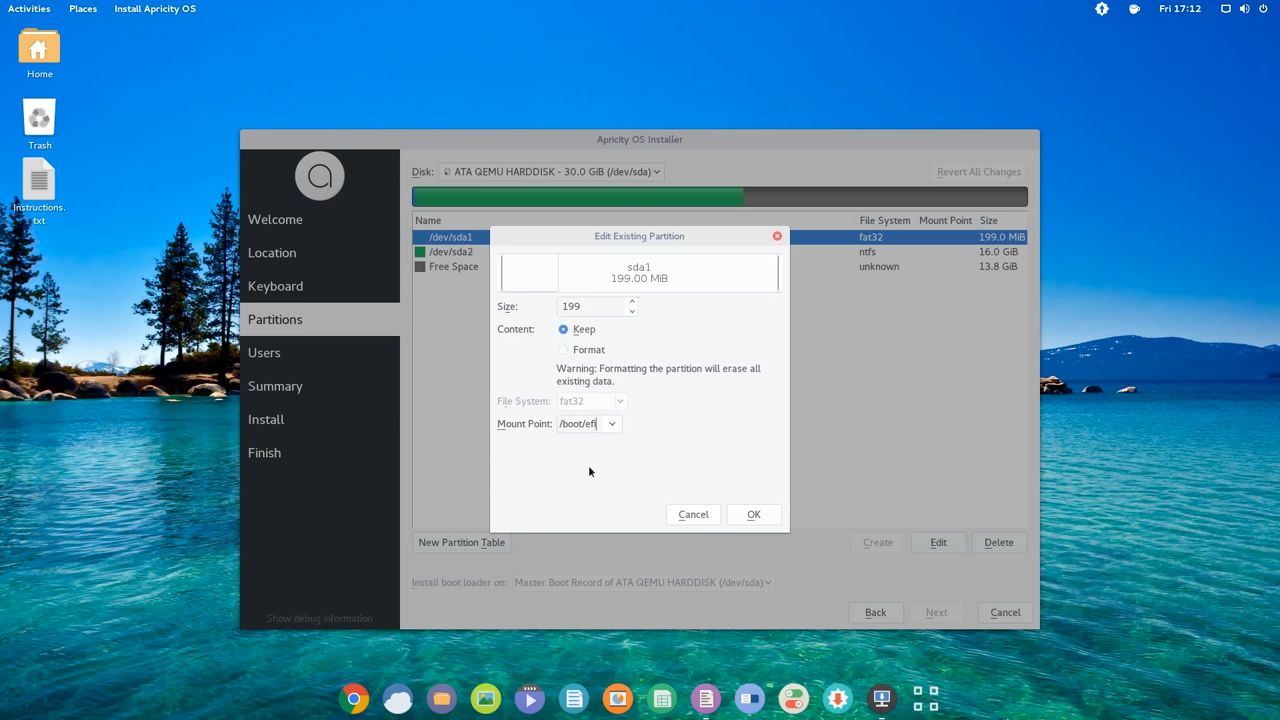 Activities Places Install Apricity OS Fri 17:12
Home
Trash
Instructions.
txt
Apricity OS Installer
Welcome
Location
Keyboard
Partitions
Users
Summary
Install
Finish
Show debug information
Disk: ATA QEMU HARDDISK - 30.0 GiB (/dev/sda) Revert All Changes
Name File System Mount Point Size
/dev/sda1 fat32 199.0 MiB
/dev/sda2 ntfs 16.0 GiB
Free Space unknown 13.8 GiB
Edit Existing Partition
sda1
199.00 MiB
Size: 199
Content: Keep
Format
Warning: Formatting the partition will erase all
existing data.
File System: fat32
Mount Point: /boot/efi
Cancel OK
New Partition Table Create Edit Delete
Install boot loader on: Master Boot Record of ATA QEMU HARDDISK (/dev/sda)
Back Next Cancel